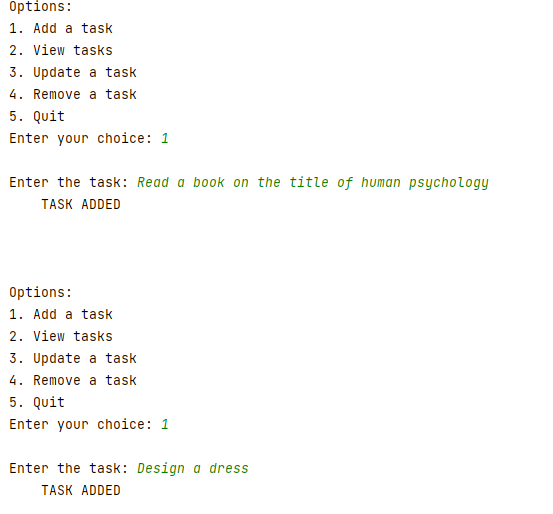 Options:
1. Add a task
2. View tasks
3. Update a task
4. Remove a task
5. Quit
Enter your choice: 1
Enter the task: Read a book on the title of human psychology
TASK ADDED
Options:
1. Add a task
2. View tasks
3. Update a task
4. Remove a task
5. Quit
Enter your choice: 1
Enter the task: Design a dress
TASK ADDED